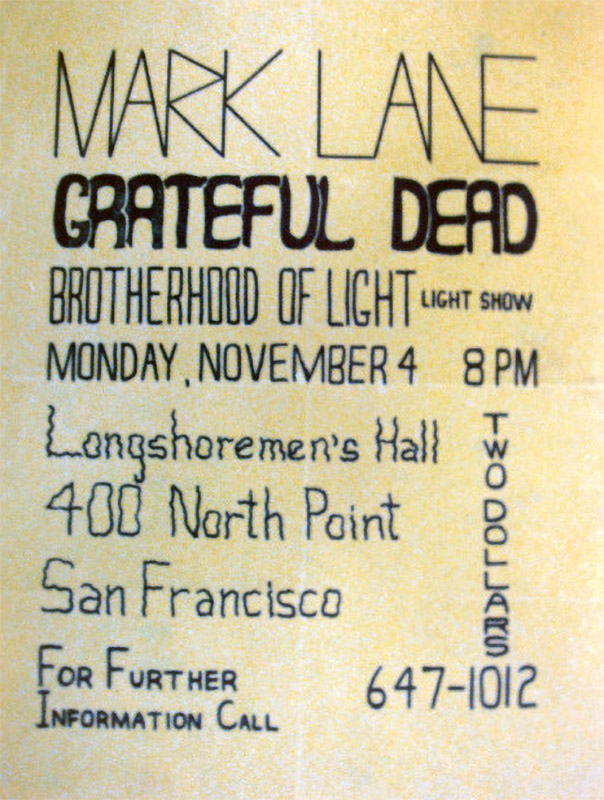 MARK LANE
GRATEFUL DEAD
BROTHERHOOD OF LIGHT LIGHT SHOW
MONDAY, NOVEMBER 4 8 PM
Longshoremen's Hall
400 North Point
San Francisco
TWO DOLLARS
FOR FURTHER
INFORMATION CALL
647-1012